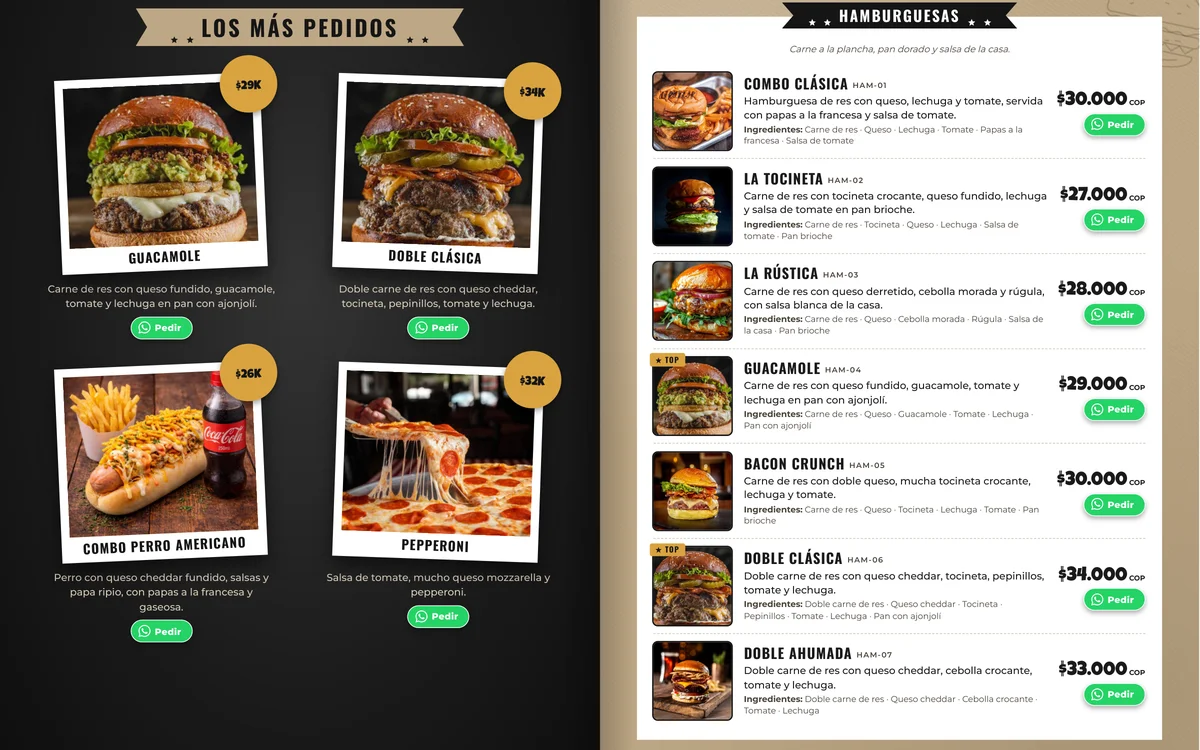 LOS MÁS PEDIDOS
$29K
GUACAMOLE
Carne de res con queso fundido, guacamole,
tomate y lechuga en pan con ajonjolí.
Pedir
$34K
DOBLE CLÁSICA
Doble carne de res con queso cheddar,
tocineta, pepinillos, tomate y lechuga.
Pedir
$26K
Coca-Cola
COMBO PERRO AMERICANO
Perro con queso cheddar fundido, salsas y
papa ripio, con papas a la francesa y
gaseosa.
Pedir
$32K
PEPPERONI
Salsa de tomate, mucho queso mozzarella y
pepperoni.
Pedir
HAMBURGUESAS
Carne a la plancha, pan dorado y salsa de la casa.
COMBO CLÁSICA HAM-01
Hamburguesa de res con queso, lechuga y tomate, servida
con papas a la francesa y salsa de tomate.
Ingredientes: Carne de res · Queso · Lechuga · Tomate · Papas a la
francesa · Salsa de tomate
$30.000 COP
Pedir
LA TOCINETA HAM-02
Carne de res con tocineta crocante, queso fundido, lechuga
y salsa de tomate en pan brioche.
Ingredientes: Carne de res · Tocineta · Queso · Lechuga · Salsa de
tomate · Pan brioche
$27.000 COP
Pedir
LA RÚSTICA HAM-03
Carne de res con queso derretido, cebolla morada y rúgula,
con salsa blanca de la casa.
Ingredientes: Carne de res · Queso · Cebolla morada · Rúgula · Salsa de
la casa · Pan brioche
$28.000 COP
Pedir
★ TOP
GUACAMOLE HAM-04
Carne de res con queso fundido, guacamole, tomate y
lechuga en pan con ajonjolí.
Ingredientes: Carne de res · Queso · Guacamole · Tomate · Lechuga ·
Pan con ajonjolí
$29.000 COP
Pedir
BACON CRUNCH HAM-05
Carne de res con doble queso, mucha tocineta crocante,
lechuga y tomate.
Ingredientes: Carne de res · Queso · Tocineta · Lechuga · Tomate · Pan
brioche
$30.000 COP
Pedir
★ TOP
DOBLE CLÁSICA HAM-06
Doble carne de res con queso cheddar, tocineta, pepinillos,
tomate y lechuga.
Ingredientes: Doble carne de res · Queso cheddar · Tocineta ·
Pepinillos · Tomate · Lechuga · Pan con ajonjolí
$34.000 COP
Pedir
DOBLE AHUMADA HAM-07
Doble carne de res con queso cheddar, cebolla crocante,
tomate y lechuga.
Ingredientes: Doble carne de res · Queso cheddar · Cebolla crocante ·
Tomate · Lechuga
$33.000 COP
Pedir